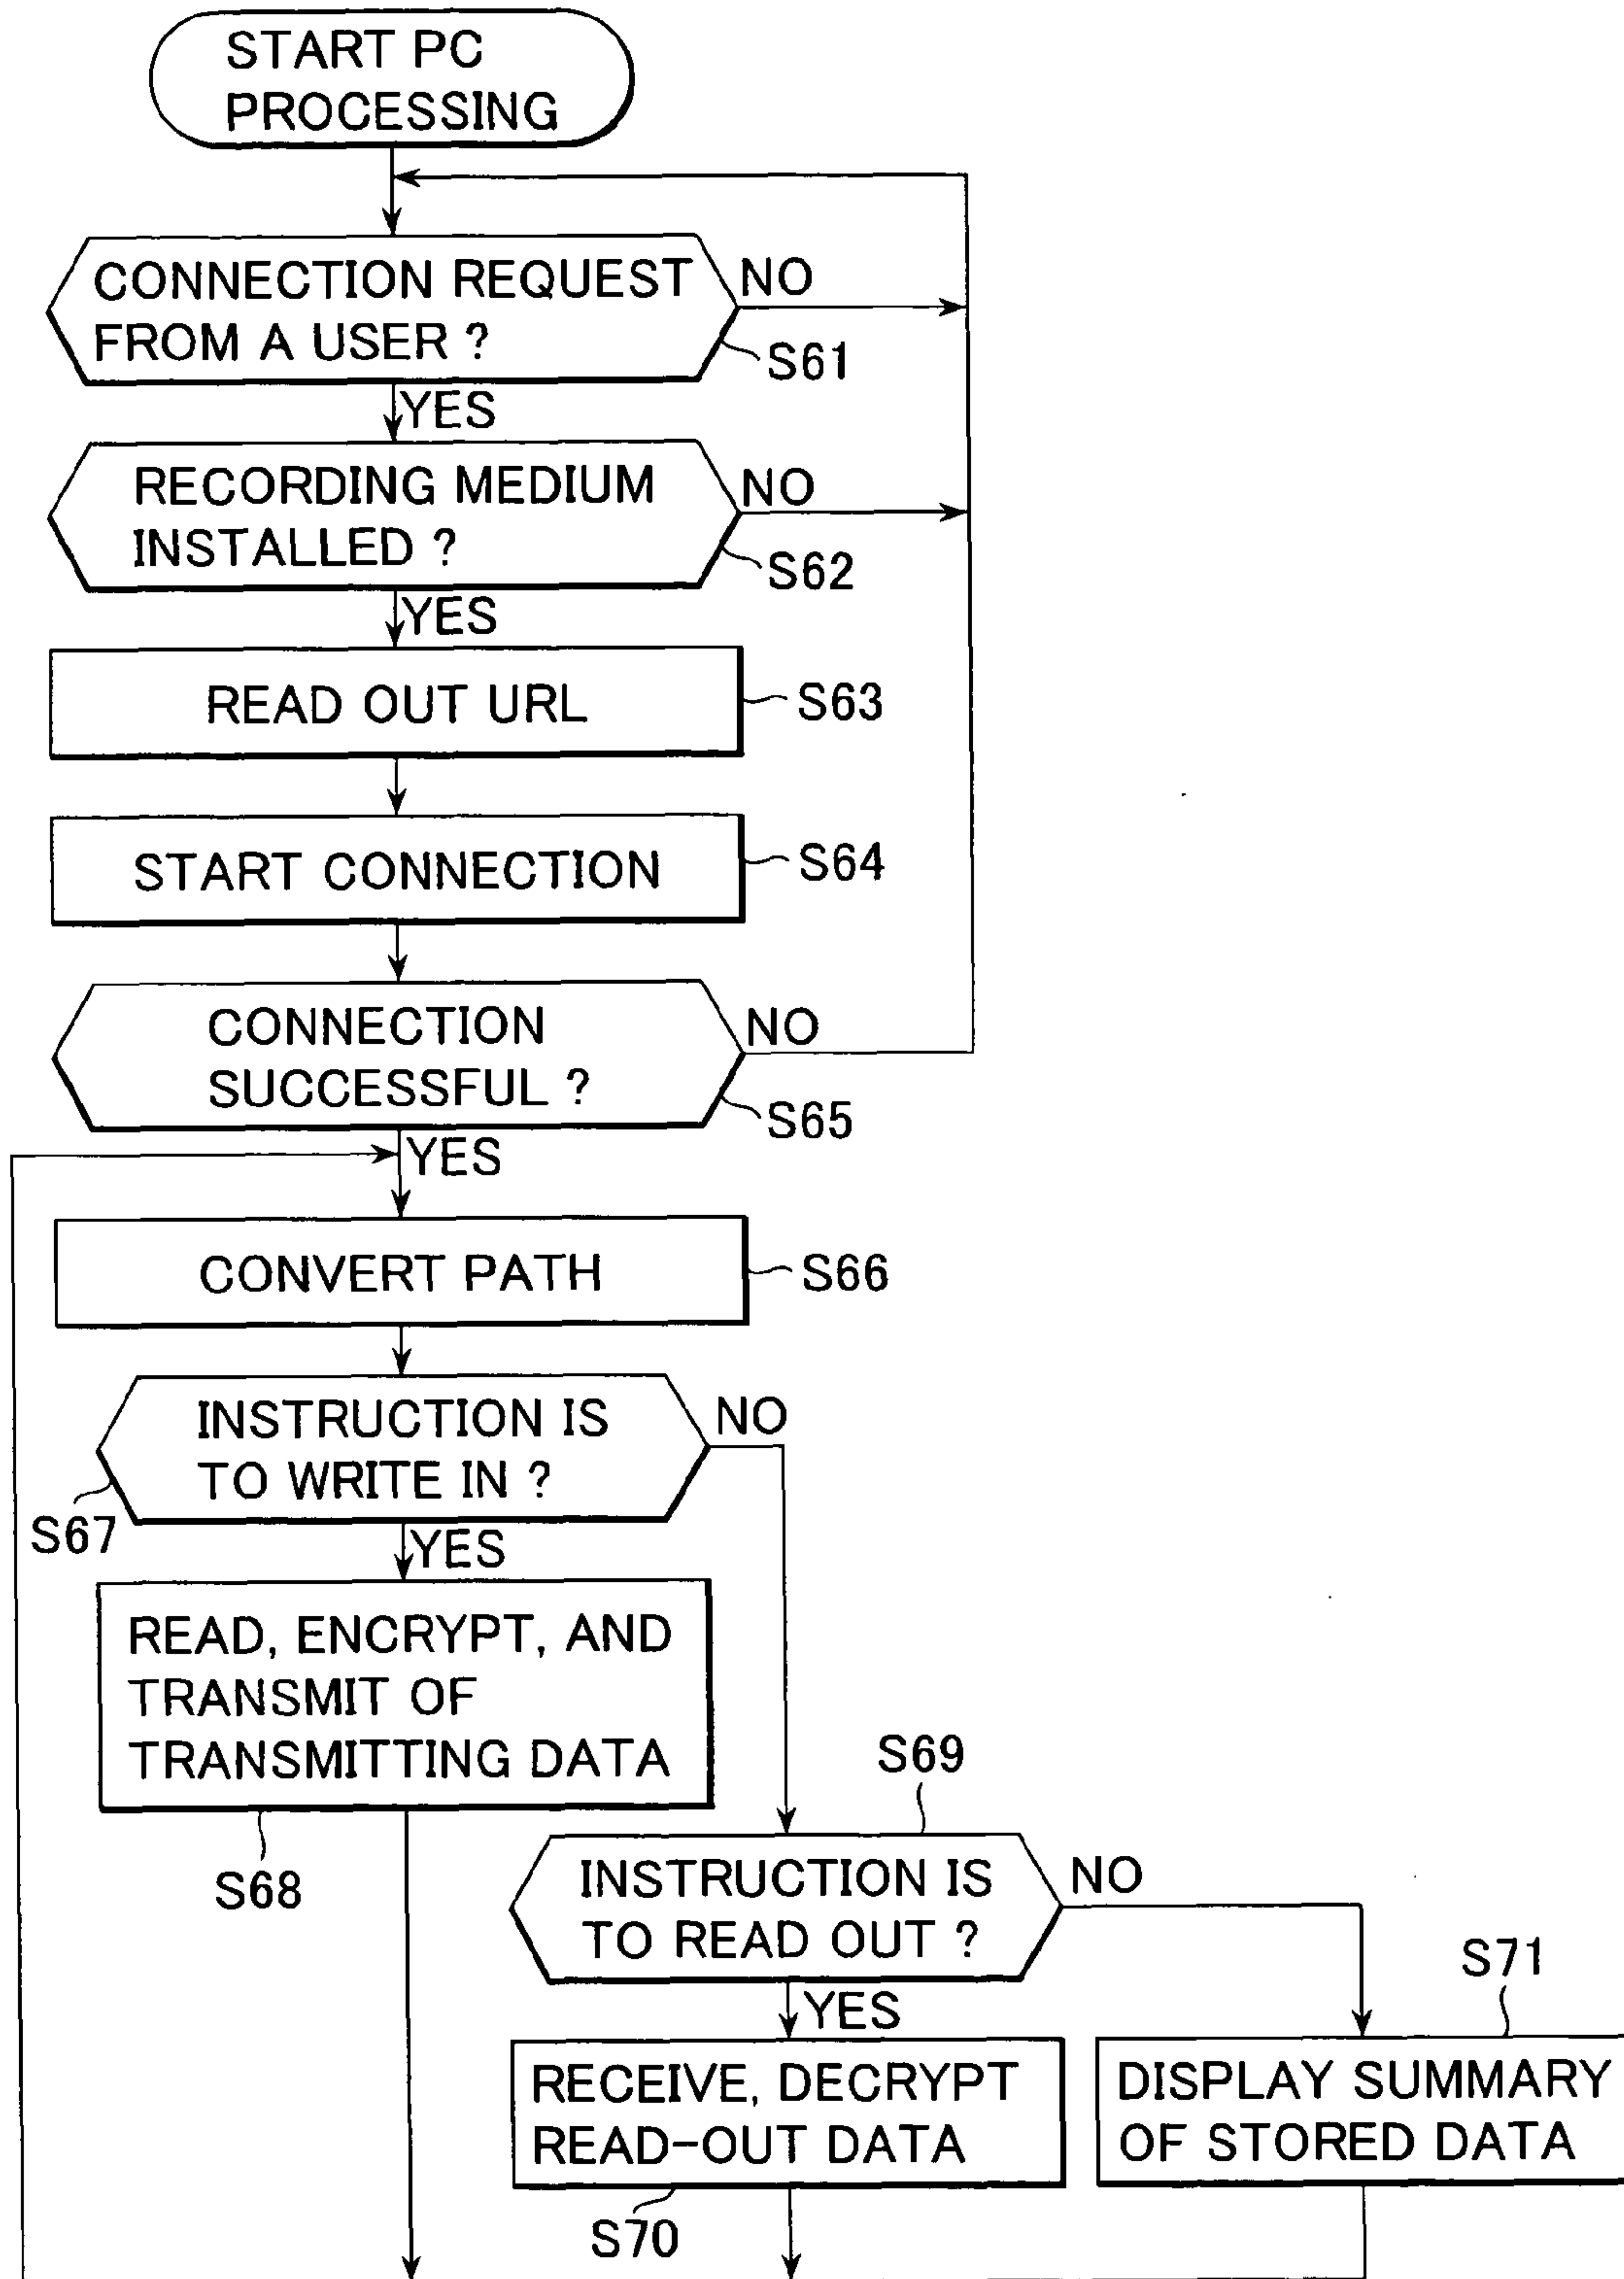 START PC
PROCESSING
CONNECTION REQUEST
FROM A USER ?
NO
S61
YES
RECORDING MEDIUM
INSTALLED ?
NO
S62
YES
READ OUT URL
S63
START CONNECTION
S64
CONNECTION
SUCCESSFUL ?
NO
S65
YES
CONVERT PATH
S66
INSTRUCTION IS
TO WRITE IN ?
NO
S67
YES
READ, ENCRYPT, AND
TRANSMIT OF
TRANSMITTING DATA
S68
S69
INSTRUCTION IS
TO READ OUT ?
NO
YES
S71
RECEIVE, DECRYPT
READ-OUT DATA
S70
DISPLAY SUMMARY
OF STORED DATA